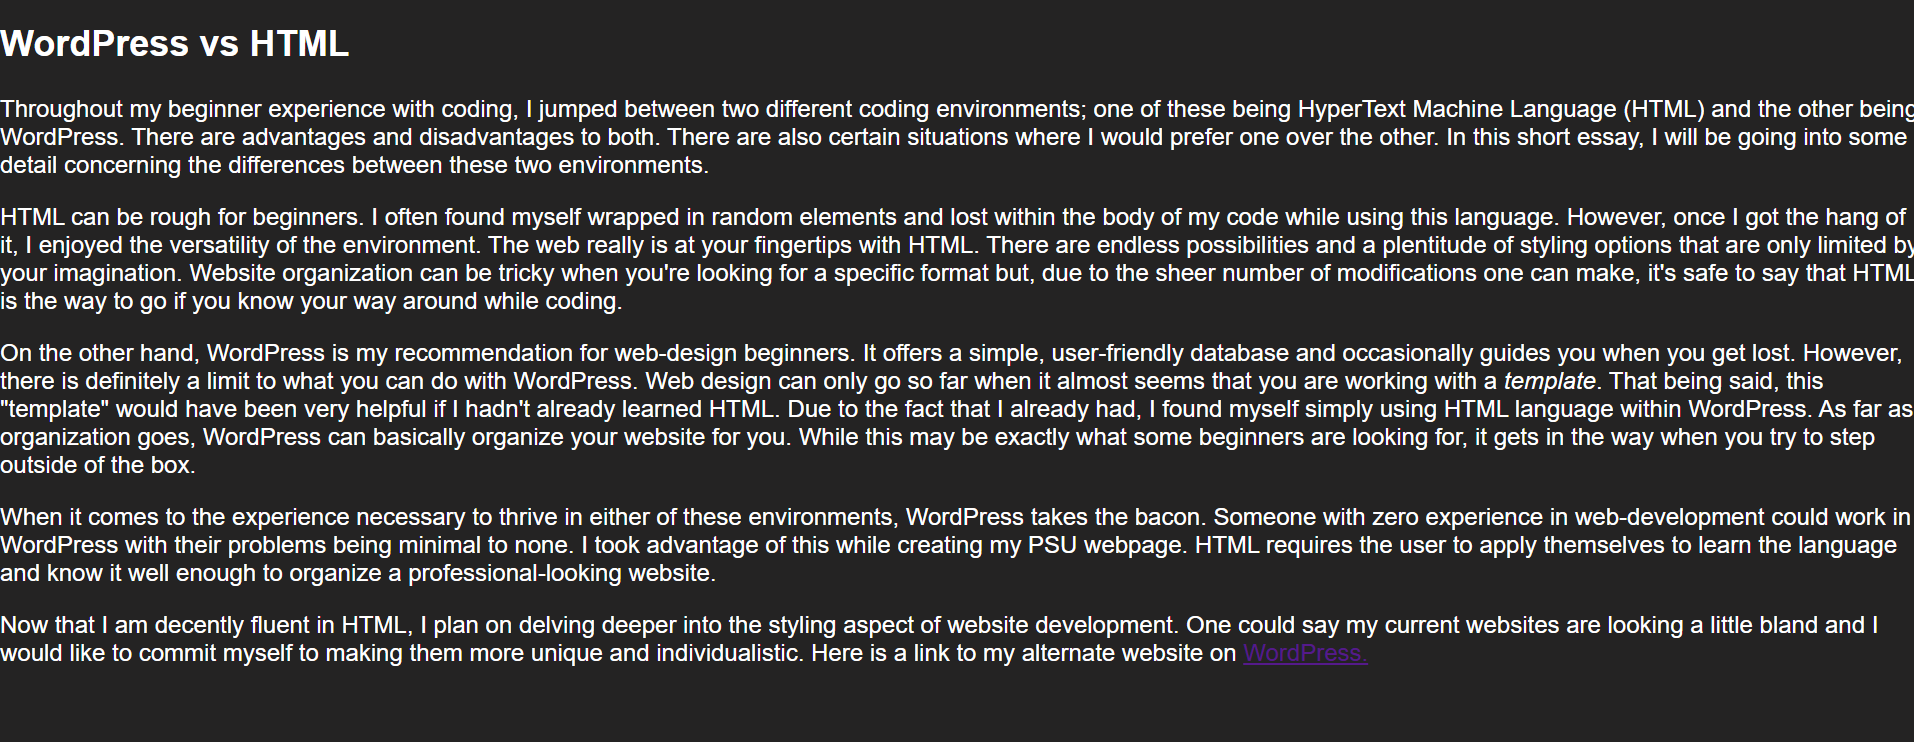 WordPress vs HTML
Throughout my beginner experience with coding, I jumped between two different coding environments; one of these being HyperText Machine Language (HTML) and the other being
WordPress. There are advantages and disadvantages to both. There are also certain situations where I would prefer one over the other. In this short essay, I will be going into some
detail concerning the differences between these two environments.
HTML can be rough for beginners. I often found myself wrapped in random elements and lost within the body of my code while using this language. However, once I got the hang of
it, I enjoyed the versatility of the environment. The web really is at your fingertips with HTML. There are endless possibilities and a plentitude of styling options that are only limited by
your imagination. Website organization can be tricky when you're looking for a specific format but, due to the sheer number of modifications one can make, it's safe to say that HTML
is the way to go if you know your way around while coding.
On the other hand, WordPress is my recommendation for web-design beginners. It offers a simple, user-friendly database and occasionally guides you when you get lost. However,
there is definitely a limit to what you can do with WordPress. Web design can only go so far when it almost seems that you are working with a template. That being said, this
"template" would have been very helpful if I hadn't already learned HTML. Due to the fact that I already had, I found myself simply using HTML language within WordPress. As far as
organization goes, WordPress can basically organize your website for you. While this may be exactly what some beginners are looking for, it gets in the way when you try to step
outside of the box.
When it comes to the experience necessary to thrive in either of these environments, WordPress takes the bacon. Someone with zero experience in web-development could work in
WordPress with their problems being minimal to none. I took advantage of this while creating my PSU webpage. HTML requires the user to apply themselves to learn the language
and know it well enough to organize a professional-looking website.
Now that I am decently fluent in HTML, I plan on delving deeper into the styling aspect of website development. One could say my current websites are looking a little bland and I
would like to commit myself to making them more unique and individualistic. Here is a link to my alternate website on WordPress.